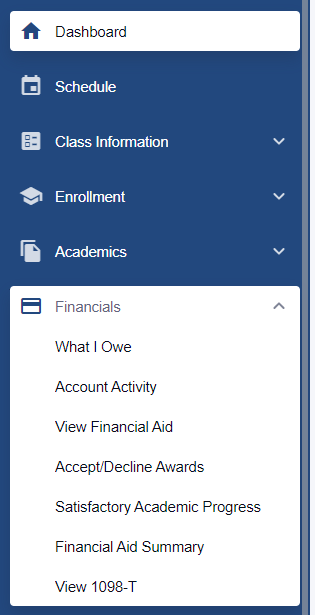 Dashboard
Schedule
Class Information
Enrollment
Academics
Financials
What I Owe
Account Activity
View Financial Aid
Accept/Decline Awards
Satisfactory Academic Progress
Financial Aid Summary
View 1098-T